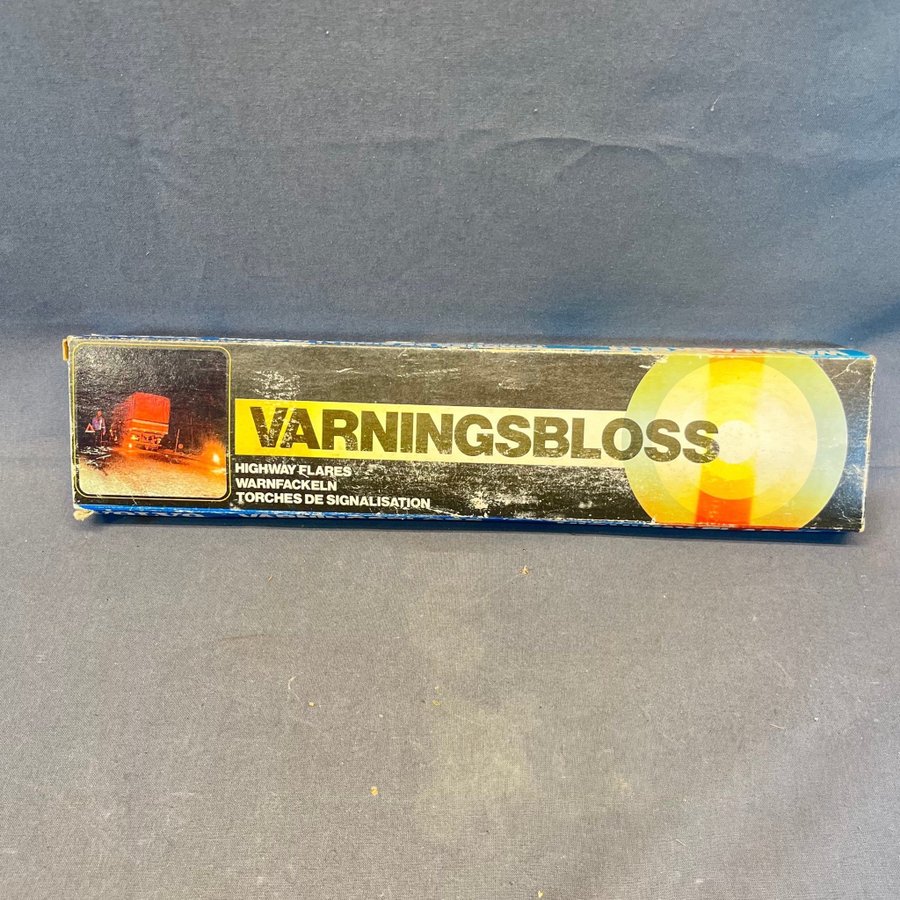 VARNINGSBLOSS
HIGHWAY FLARES
WARNFACKELN
TORCHES DE SIGNALISATION